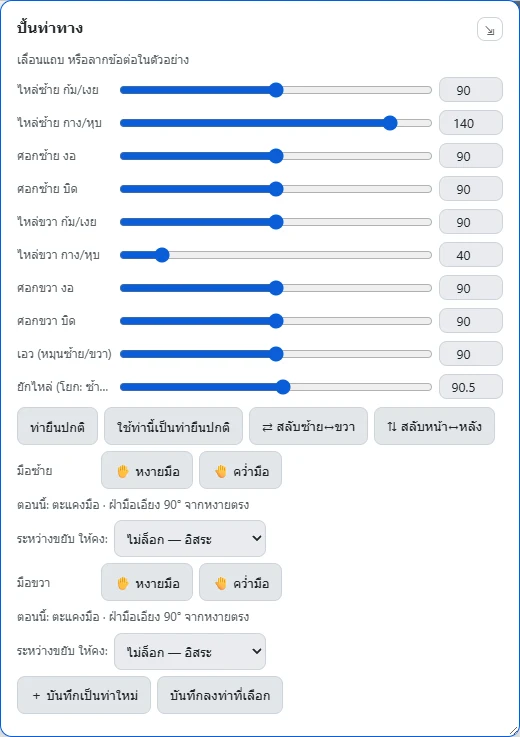 ปั้นท่าทาง
เลื่อนแถบ หรือลากข้อต่อในตัวอย่าง
ไหล่ซ้าย ก้ม/เงย 90
ไหล่ซ้าย กาง/หุบ 140
ศอกซ้าย งอ 90
ศอกซ้าย บิด 90
ไหล่ขวา ก้ม/เงย 90
ไหล่ขวา กาง/หุบ 40
ศอกขวา งอ 90
ศอกขวา บิด 90
เอว (หมุนซ้าย/ขวา) 90
ยักไหล่ (โยก: ซ้า... 90.5
ท่ายืนปกติ ใช้ท่านี้เป็นท่ายืนปกติ ⇄ สลับซ้าย↔ขวา ⇅ สลับหน้า↔หลัง
มือซ้าย 🤚 หงายมือ 🤚 คว่ำมือ
ตอนนี้: ตะแคงมือ · ฝ่ามือเอียง 90° จากหงายตรง
ระหว่างขยับ ให้คง: ไม่ล็อก — อิสระ
มือขวา 🤚 หงายมือ 🤚 คว่ำมือ
ตอนนี้: ตะแคงมือ · ฝ่ามือเอียง 90° จากหงายตรง
ระหว่างขยับ ให้คง: ไม่ล็อก — อิสระ
＋ บันทึกเป็นท่าใหม่ บันทึกลงท่าที่เลือก